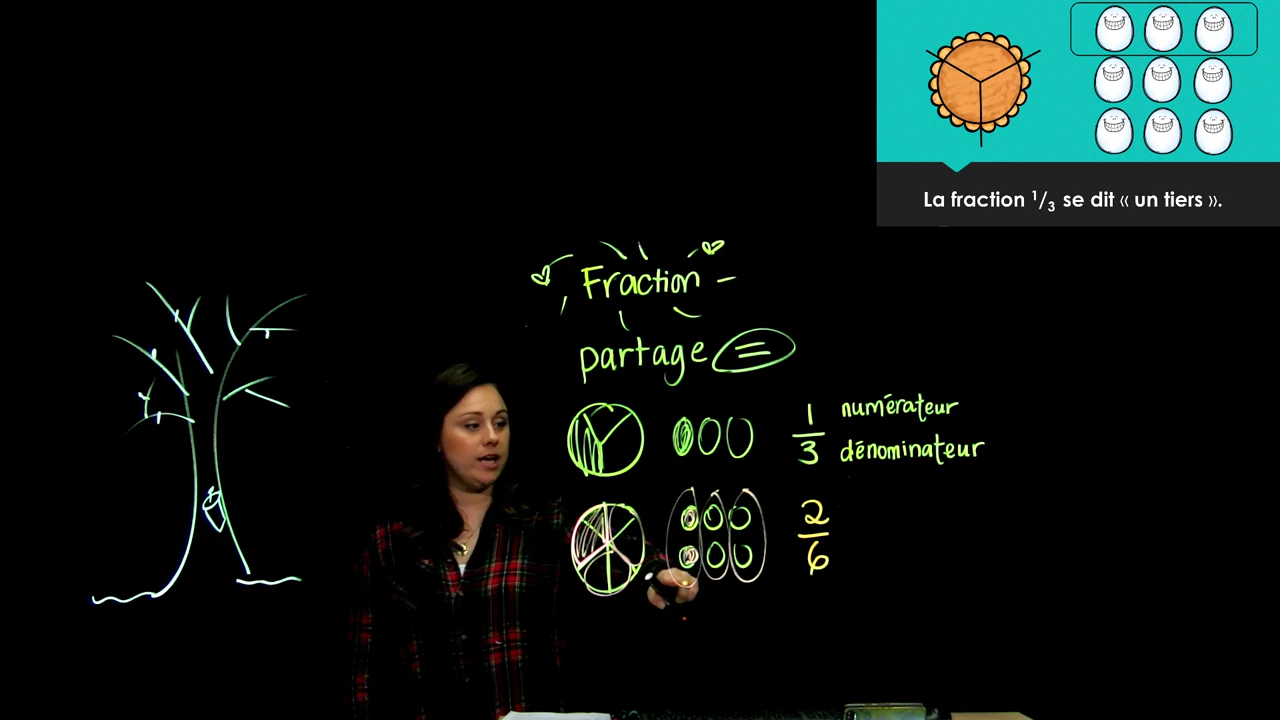 La fraction 1/3 se dit « un tiers ».
Fraction
partage =
1 numérateur
3 dénominateur
2
6